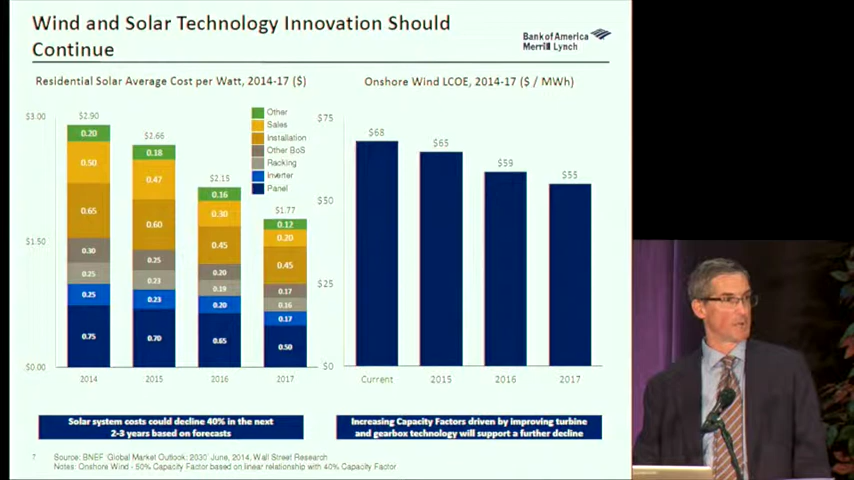 Wind and Solar Technology Innovation Should
Continue
Bank of America
Merrill Lynch
Residential Solar Average Cost per Watt, 2014-17 ($)
Onshore Wind LCOE, 2014-17 ($ / MWh)
$3.00
$2.90
$2.66
$2.15
$1.77
$1.50
$0.00
Other
Sales
Installation
Other BoS
Racking
Inverter
Panel
0.20
0.50
0.65
0.30
0.25
0.25
0.75
0.18
0.47
0.60
0.25
0.23
0.23
0.70
0.16
0.30
0.45
0.20
0.19
0.20
0.65
0.12
0.20
0.45
0.17
0.16
0.17
0.50
2014
2015
2016
2017
$75
$50
$25
$0
$68
$65
$59
$55
Current
2015
2016
2017
Solar system costs could decline 40% in the next
2-3 years based on forecasts
Increasing Capacity Factors driven by improving turbine
and gearbox technology will support a further decline
7
Source: BNEF 'Global Market Outlook: 2030' June, 2014, Wall Street Research
Notes: Onshore Wind - 50% Capacity Factor based on linear relationship with 40% Capacity Factor